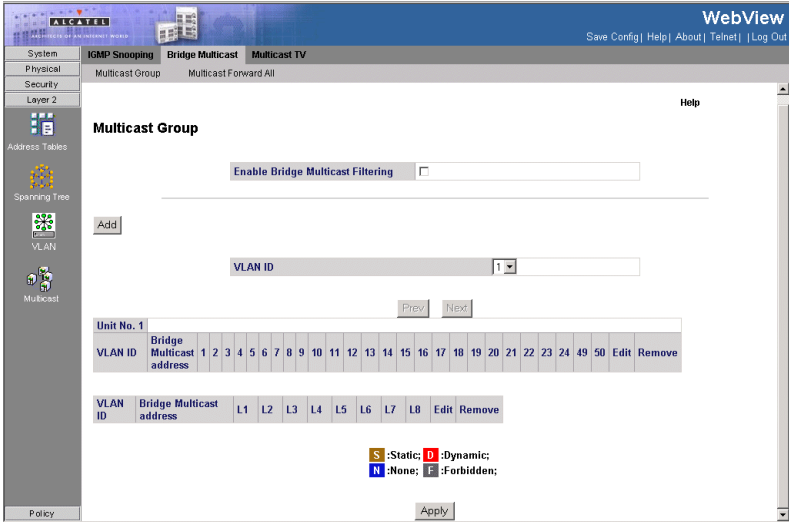 ALCATEL
ARCHITECTS OF AN INTERNET WORLD
WebView
Save Config| Help| About| Telnet| |Log Out
System
Physical
Security
Layer 2
Address Tables
Spanning Tree
VLAN
Multicast
Policy
IGMP Snooping Bridge Multicast Multicast TV
Multicast Group Multicast Forward All
Help
Multicast Group
Enable Bridge Multicast Filtering
Add
VLAN ID 1
Prev Next
Unit No. 1
VLAN ID Bridge Multicast address 1 2 3 4 5 6 7 8 9 10 11 12 13 14 15 16 17 18 19 20 21 22 23 24 49 50 Edit Remove
VLAN ID Bridge Multicast address L1 L2 L3 L4 L5 L6 L7 L8 Edit Remove
S :Static; D :Dynamic;
N :None; F :Forbidden;
Apply